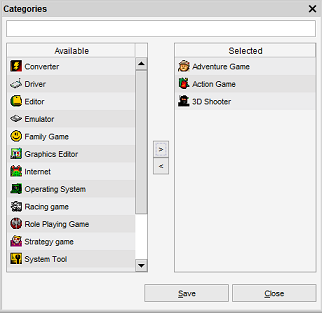 Categories
Available
Selected
Converter
Driver
Editor
Emulator
Family Game
Graphics Editor
Internet
Operating System
Racing game
Role Playing Game
Strategy game
System Tool
>
<
Adventure Game
Action Game
3D Shooter
Save
Close